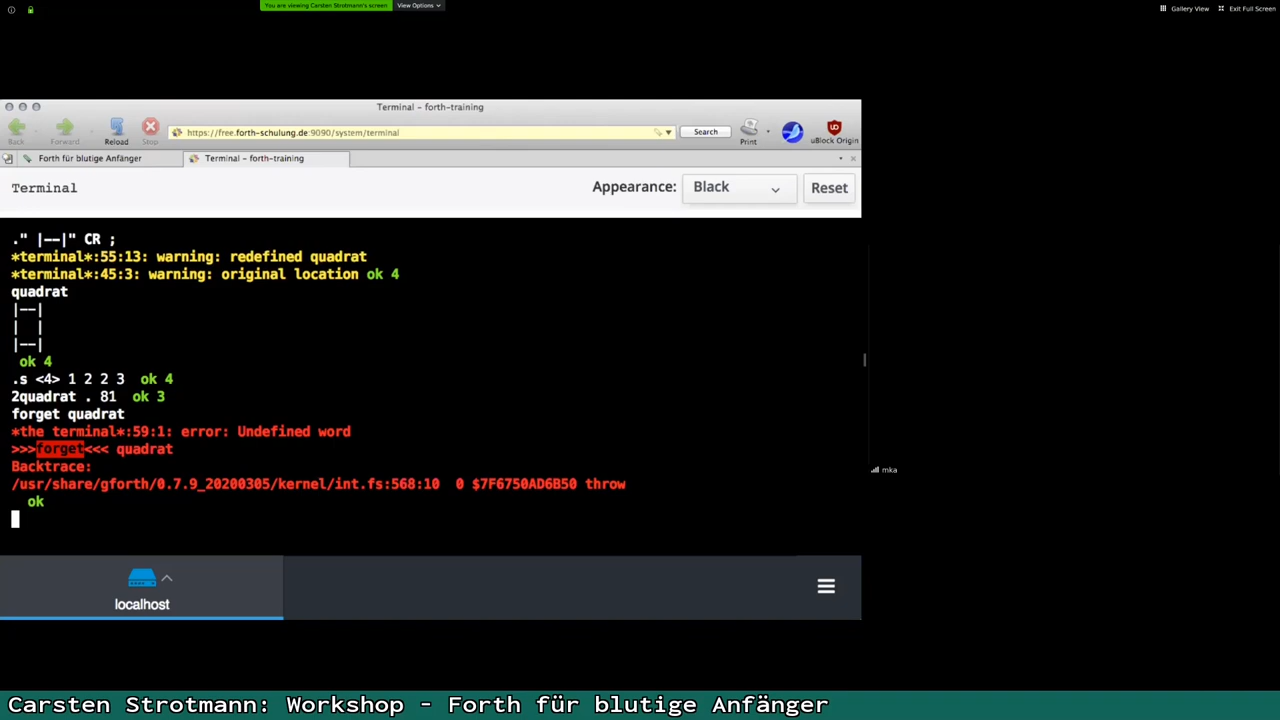 You are viewing Carsten Strotmann's screen
View Options
Gallery View
Exit Full Screen
Terminal - forth-training
Back
Forward
Reload
Stop
https://free.forth-schulung.de:9090/system/terminal
Search
Print
uBlock Origin
Forth für blutige Anfänger
Terminal - forth-training
Terminal
Appearance:
Black
Reset
." |--|" CR ;
*terminal*:55:13: warning: redefined quadrat
*terminal*:45:3: warning: original location ok 4
quadrat
|--|
|  |
|--|
ok 4
.s <4> 1 2 2 3  ok 4
2quadrat . 81  ok 3
forget quadrat
*the terminal*:59:1: error: Undefined word
>>>forget<<< quadrat
Backtrace:
/usr/share/gforth/0.7.9_20200305/kernel/int.fs:568:10  0 $7F6750AD6B50 throw
ok
mka
localhost
Carsten Strotmann: Workshop - Forth für blutige Anfänger